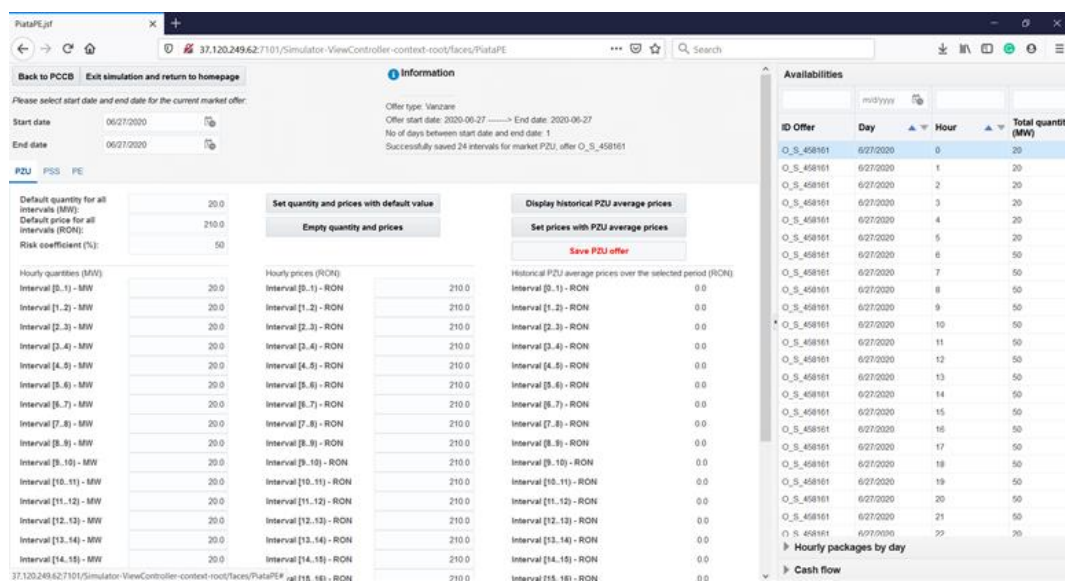 PiataPE.jsf
37.120.249.62:7101/Simulator-ViewController-context-root/faces/PiataPE
Search
Back to PCCB Exit simulation and return to homepage
Please select start date and end date for the current market offer:
Start date 06/27/2020
End date 06/27/2020
Information
Offer type: Vanzare
Offer start date: 2020-06-27 -------> End date: 2020-06-27
No of days between start date and end date: 1
Successfully saved 24 intervals for market PZU, offer O_S_458161
PZU PSS PE
Default quantity for all intervals (MW): 20.0
Default price for all intervals (RON): 210.0
Risk coefficient (%): 50
Set quantity and prices with default value
Empty quantity and prices
Display historical PZU average prices
Set prices with PZU average prices
Save PZU offer
Hourly quantities (MW): Hourly prices (RON): Historical PZU average prices over the selected period (RON):
Interval [0..1) - MW 20.0 Interval [0..1) - RON 210.0 Interval [0..1) - RON 0.0
Interval [1..2) - MW 20.0 Interval [1..2) - RON 210.0 Interval [1..2) - RON 0.0
Interval [2..3) - MW 20.0 Interval [2..3) - RON 210.0 Interval [2..3) - RON 0.0
Interval [3..4) - MW 20.0 Interval [3..4) - RON 210.0 Interval [3..4) - RON 0.0
Interval [4..5) - MW 20.0 Interval [4..5) - RON 210.0 Interval [4..5) - RON 0.0
Interval [5..6) - MW 20.0 Interval [5..6) - RON 210.0 Interval [5..6) - RON 0.0
Interval [6..7) - MW 20.0 Interval [6..7) - RON 210.0 Interval [6..7) - RON 0.0
Interval [7..8) - MW 20.0 Interval [7..8) - RON 210.0 Interval [7..8) - RON 0.0
Interval [8..9) - MW 20.0 Interval [8..9) - RON 210.0 Interval [8..9) - RON 0.0
Interval [9..10) - MW 20.0 Interval [9..10) - RON 210.0 Interval [9..10) - RON 0.0
Interval [10..11) - MW 20.0 Interval [10..11) - RON 210.0 Interval [10..11) - RON 0.0
Interval [11..12) - MW 20.0 Interval [11..12) - RON 210.0 Interval [11..12) - RON 0.0
Interval [12..13) - MW 20.0 Interval [12..13) - RON 210.0 Interval [12..13) - RON 0.0
Interval [13..14) - MW 20.0 Interval [13..14) - RON 210.0 Interval [13..14) - RON 0.0
Interval [14..15) - MW 20.0 Interval [14..15) - RON 210.0 Interval [14..15) - RON 0.0
37.120.249.62:7101/Simulator-ViewController-context-root/faces/PiataPE# [15..16) - RON 210.0 Interval [15..16) - RON 0.0
Availabilities
m/d/yyyy
ID Offer Day Hour Total quantit
(MW)
O_S_458161 6/27/2020 0 20
O_S_458161 6/27/2020 1 20
O_S_458161 6/27/2020 2 20
O_S_458161 6/27/2020 3 20
O_S_458161 6/27/2020 4 20
O_S_458161 6/27/2020 5 20
O_S_458161 6/27/2020 6 50
O_S_458161 6/27/2020 7 50
O_S_458161 6/27/2020 8 50
O_S_458161 6/27/2020 9 50
O_S_458161 6/27/2020 10 50
O_S_458161 6/27/2020 11 50
O_S_458161 6/27/2020 12 50
O_S_458161 6/27/2020 13 50
O_S_458161 6/27/2020 14 50
O_S_458161 6/27/2020 15 50
O_S_458161 6/27/2020 16 50
O_S_458161 6/27/2020 17 50
O_S_458161 6/27/2020 18 50
O_S_458161 6/27/2020 19 50
O_S_458161 6/27/2020 20 50
O_S_458161 6/27/2020 21 50
O_S_458161 6/27/2020 22 20
Hourly packages by day
Cash flow